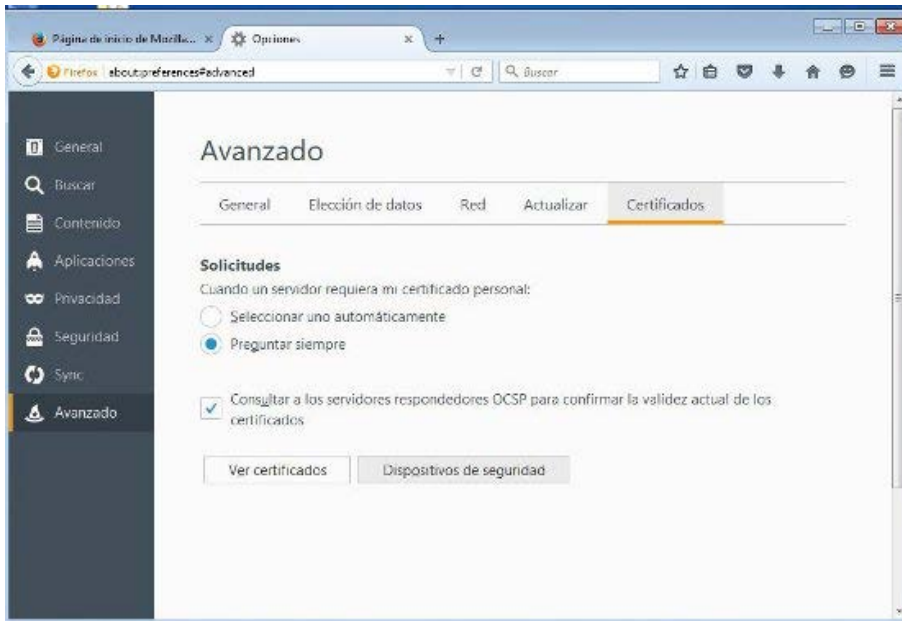 Página de inicio de Mozilla...
Opciones
Firefox
about:preferences#advanced
Buscar
General
Buscar
Contenido
Aplicaciones
Privacidad
Seguridad
Sync
Avanzado
Avanzado
General
Elección de datos
Red
Actualizar
Certificados
Solicitudes
Cuando un servidor requiera mi certificado personal:
Seleccionar uno automáticamente
Preguntar siempre
Consultar a los servidores respondedores OCSP para confirmar la validez actual de los
certificados
Ver certificados
Dispositivos de seguridad